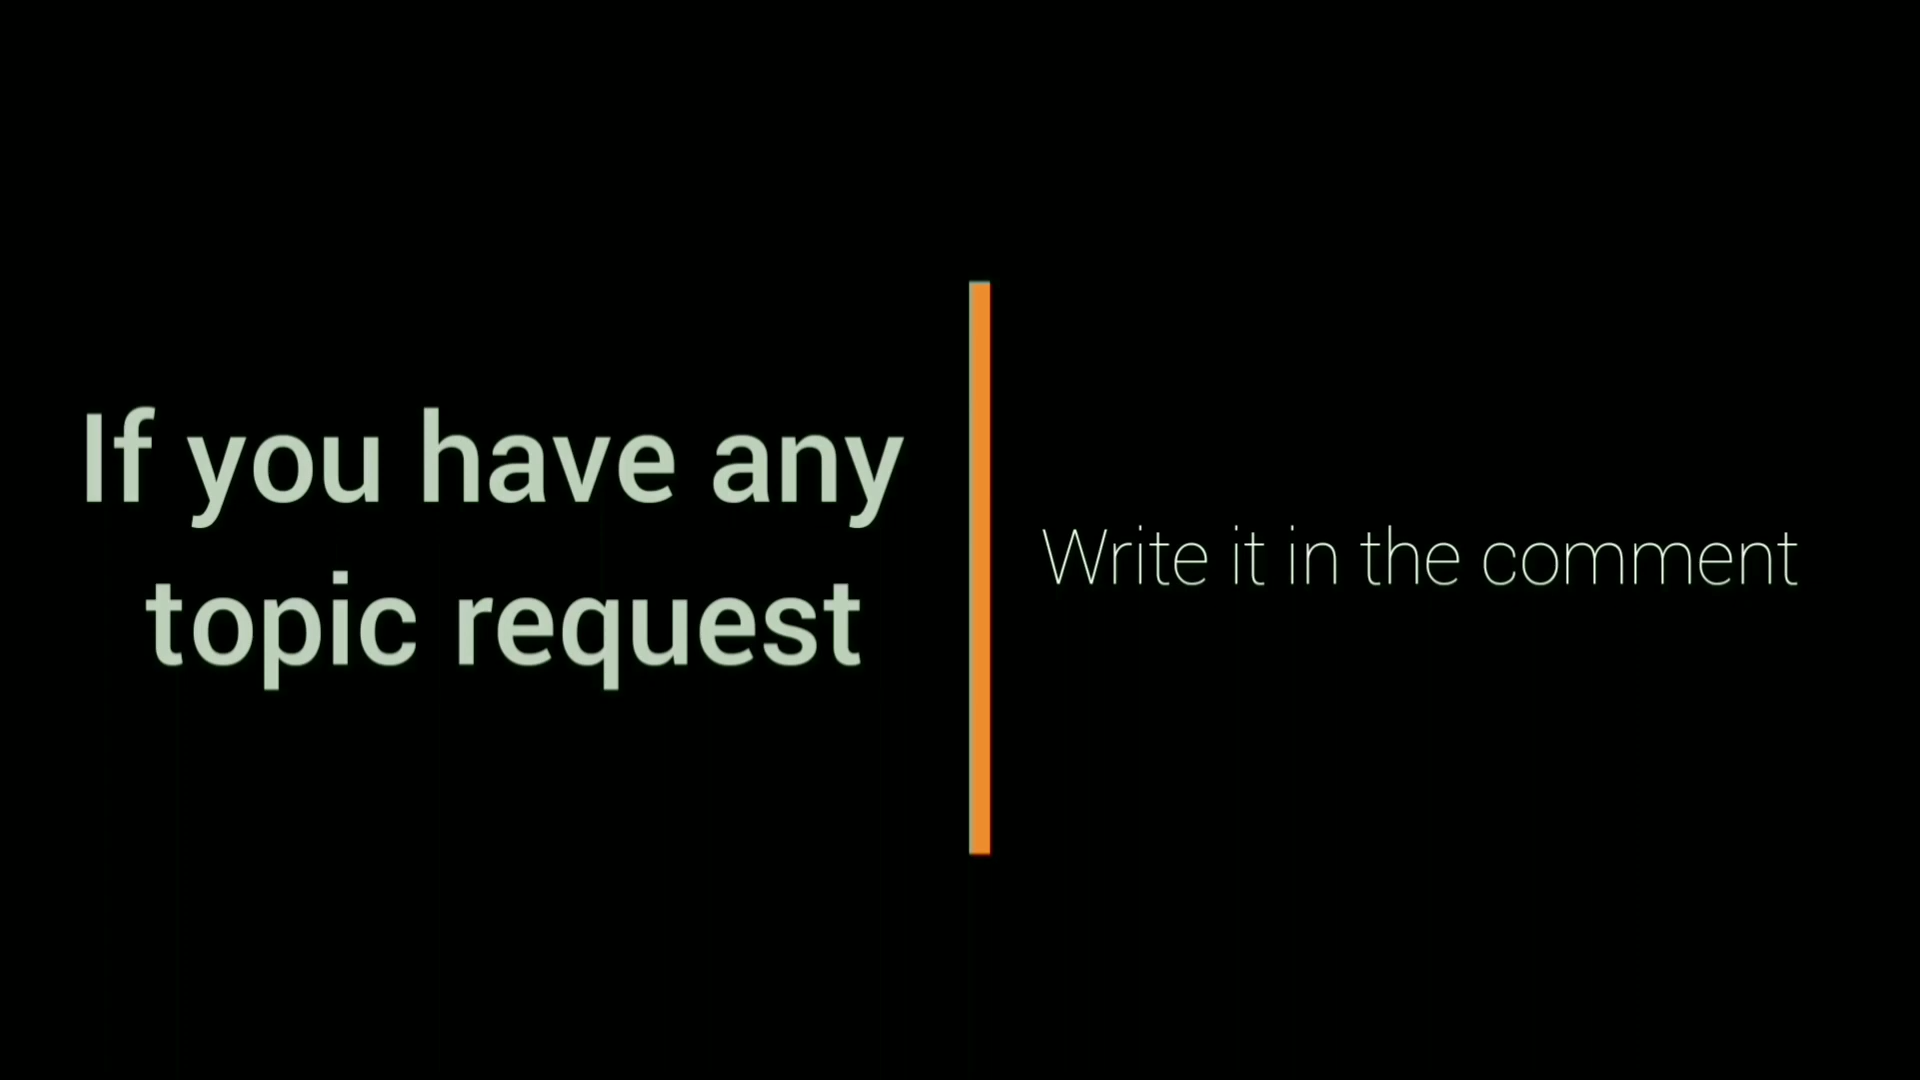 If you have any
topic request
Write it in the comment